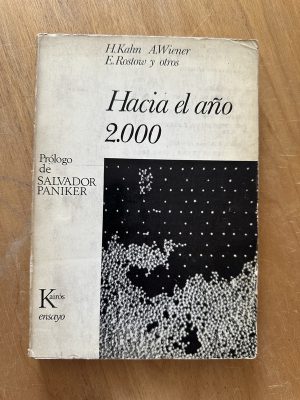 H. Kahn A. Wiener
E. Rostow y otros
Hacia el año
2.000
Prólogo
de
SALVADOR
PANIKER
Kairós
ensayo